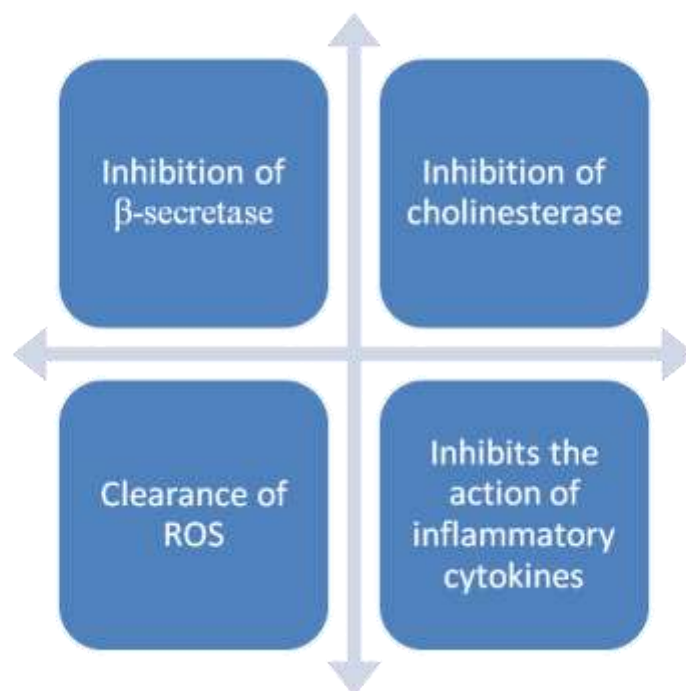 Inhibition of
β-secretase
Inhibition of
cholinesterase
Clearance of
ROS
Inhibits the
action of
inflammatory
cytokines